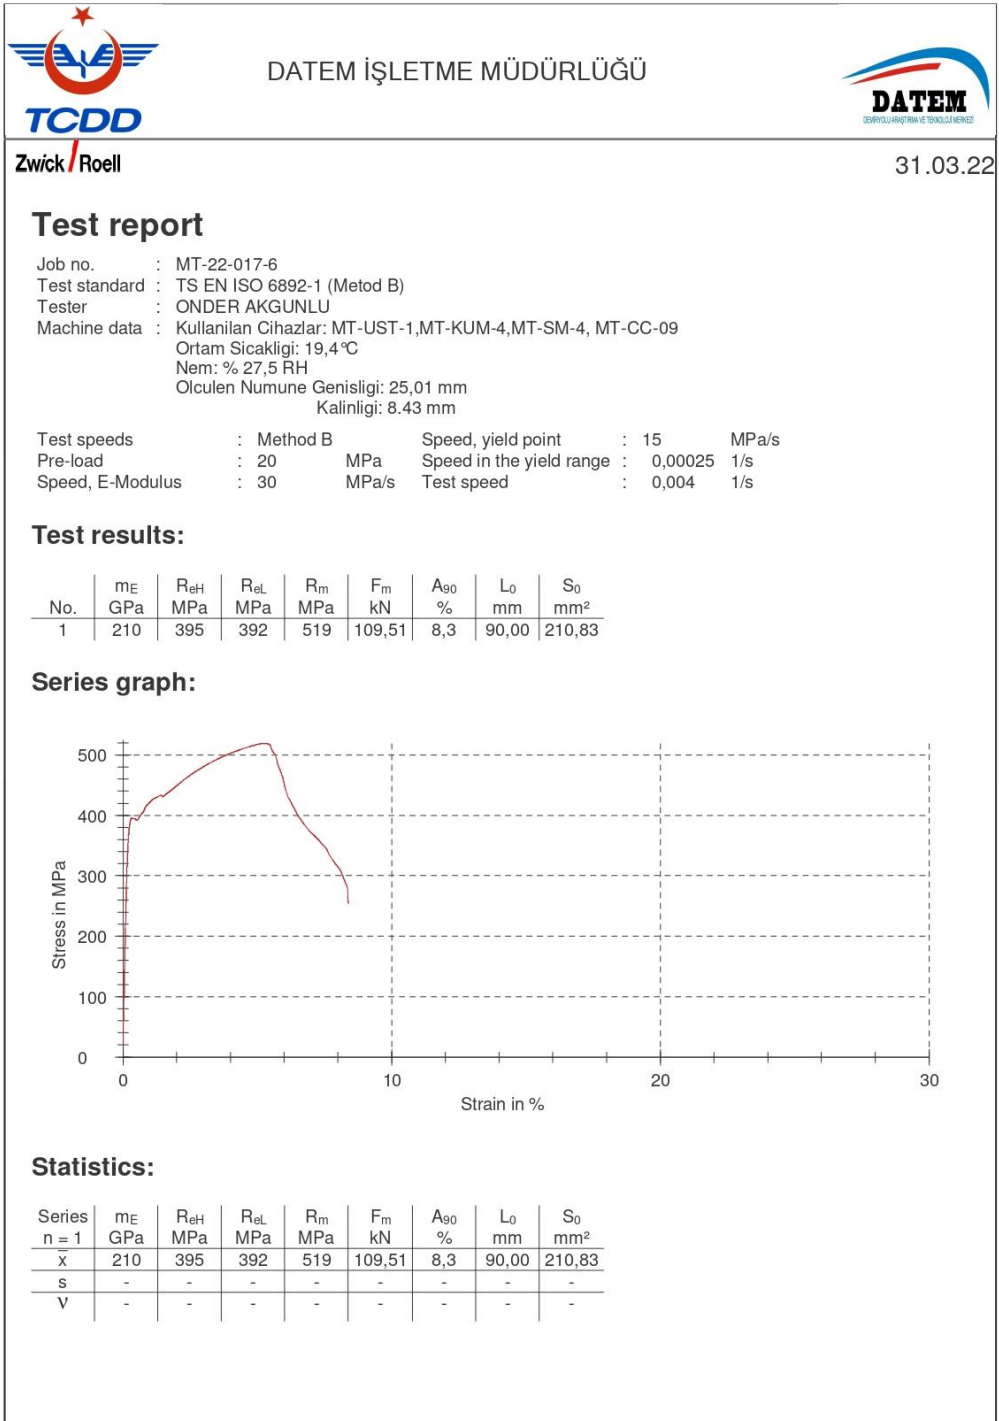 DATEM İŞLETME MÜDÜRLÜĞÜ
TCDD
DATEM
DEMİRYOLU ARAŞTIRMA VE TEKNOLOJİ MERKEZİ
Zwick / Roell
31.03.22
Test report
Job no. : MT-22-017-6
Test standard : TS EN ISO 6892-1 (Metod B)
Tester : ONDER AKGUNLU
Machine data : Kullanilan Cihazlar: MT-UST-1,MT-KUM-4,MT-SM-4, MT-CC-09
Ortam Sicakligi: 19,4°C
Nem: % 27,5 RH
Olculen Numune Genisligi: 25,01 mm
Kalinligi: 8.43 mm
Test speeds : Method B Speed, yield point : 15 MPa/s
Pre-load : 20 MPa Speed in the yield range : 0,00025 1/s
Speed, E-Modulus : 30 MPa/s Test speed : 0,004 1/s
Test results:
mE ReH ReL Rm Fm A90 L0 S0
No. GPa MPa MPa MPa kN % mm mm²
1 210 395 392 519 109,51 8,3 90,00 210,83
Series graph:
500
400
300
200
100
0
Stress in MPa
0 10 20 30
Strain in %
Statistics:
Series mE ReH ReL Rm Fm A90 L0 S0
n = 1 GPa MPa MPa MPa kN % mm mm²
x̅ 210 395 392 519 109,51 8,3 90,00 210,83
s - - - - - - - -
ν - - - - - - - -